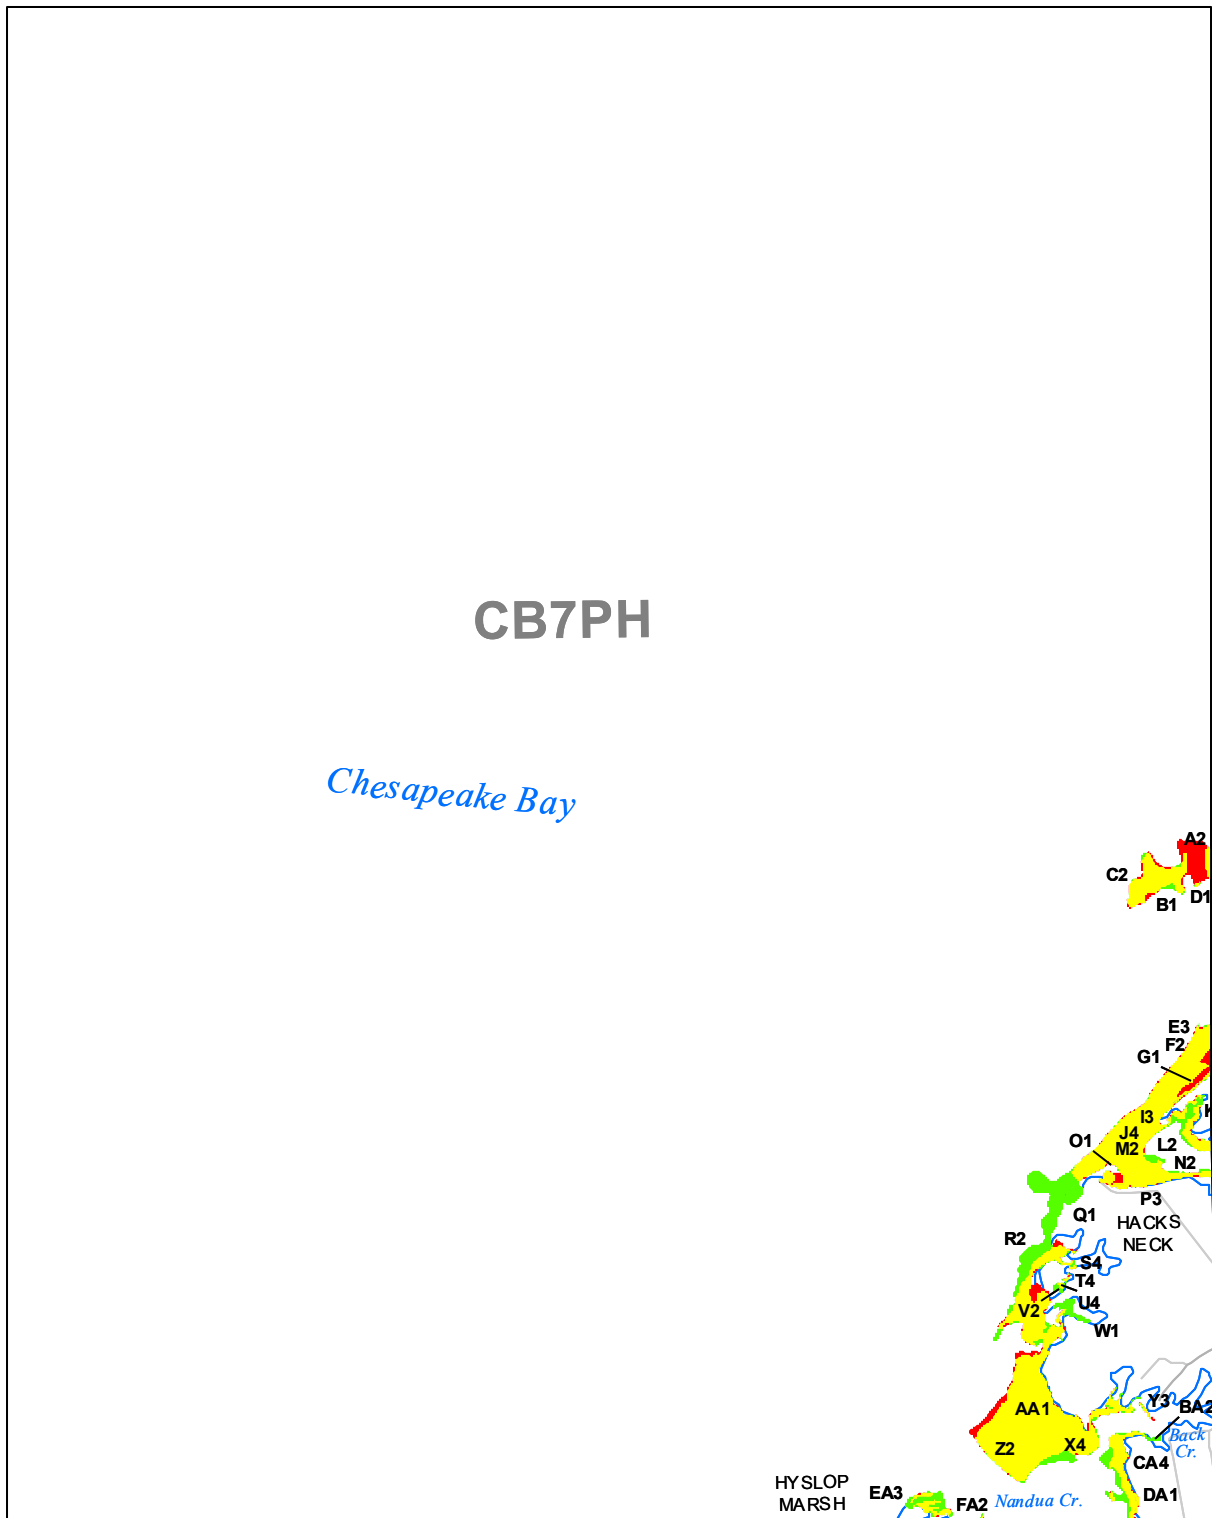 CB7PH
Chesapeake Bay
A2
C2
B1
D1
E3
F2
G1
I3
J4
M2
O1
L2
N2
P3
HACKS
NECK
Q1
R2
S4
T4
U4
V2
W1
AA1
Y3
BA2
Back
Cr.
Z2
X4
CA4
HYSLOP
MARSH
EA3
FA2
Nandua Cr.
DA1